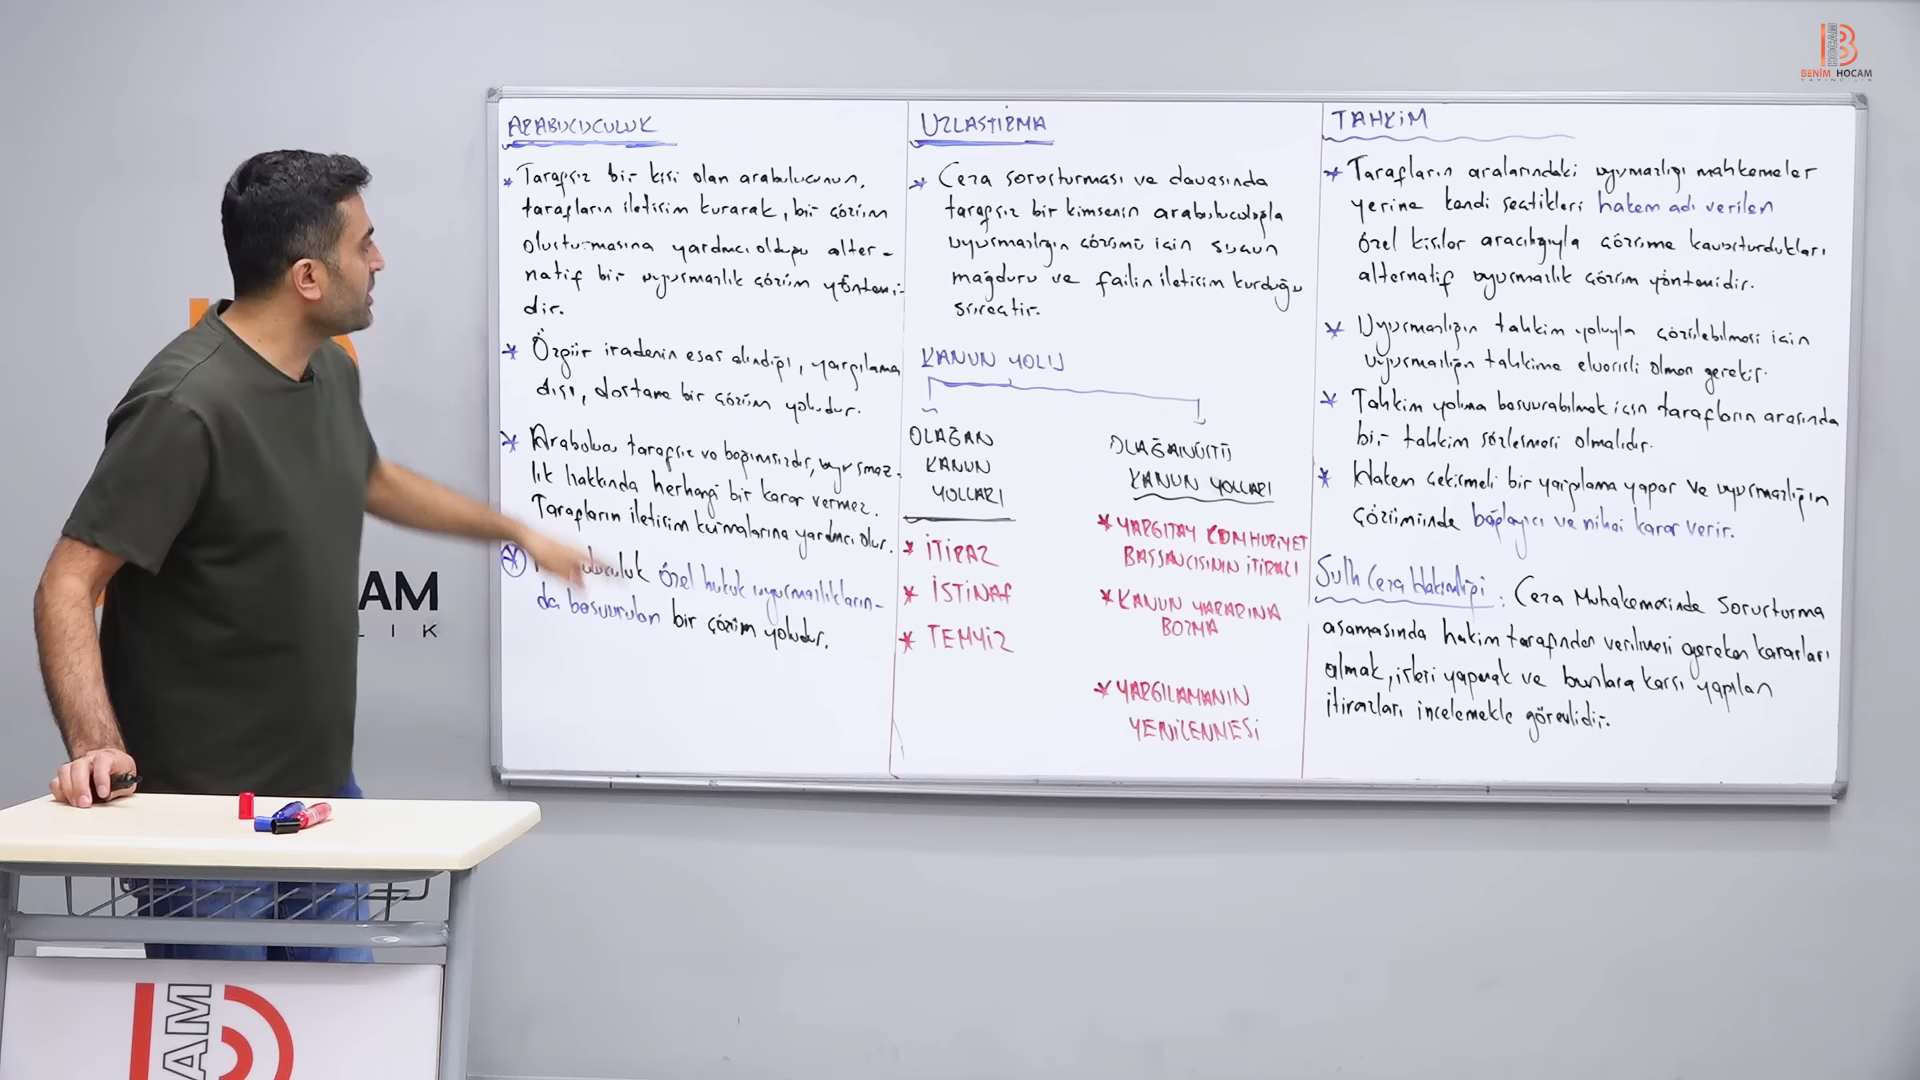 BENİM HOCAM
YAYINCILIK
ARABULUCULUK
* Tarafsız bir kişi olan arabulucunun,
tarafların iletişim kurarak, bir çözüm
oluşturmasına yardımcı olduğu alter-
natif bir uyuşmazlık çözüm yöntemi-
dir.
* Özgür iradenin esas alındığı, yargılama
dışı, dostane bir çözüm yoludur.
* Arabulucu tarafsız ve bağımsızdır, uyuşmaz-
lık hakkında herhangi bir karar vermez.
Tarafların iletişim kurmalarına yardımcı olur.
* özel hukuk uyuşmazlıkların-
da başvurulan bir çözüm yoludur.
UZLAŞTIRMA
* Ceza soruşturması ve davasında
tarafsız bir kimsenin arabuluculuğuyla
uyuşmazlığın çözümü için suçun
mağduru ve failin iletişim kurduğu
süreçtir.
KANUN YOLU
OLAĞAN
KANUN
YOLLARI
* İTİRAZ
* İSTİNAF
* TEMYİZ
OLAĞANÜSTÜ
KANUN YOLLARI
* YARGITAY CUMHURİYET
BAŞSAVCISININ İTİRAZI
* KANUN YARARINA
BOZMA
* YARGILAMANIN
YENİLENMESİ
TAHKİM
* Tarafların aralarındaki uyuşmazlığı mahkemeler
yerine kendi seçtikleri hakem adı verilen
özel kişiler aracılığıyla çözüme kavuşturdukları
alternatif uyuşmazlık çözüm yöntemidir.
* Uyuşmazlığın tahkim yoluyla çözülebilmesi için
uyuşmazlığın tahkime elverişli olması gerekir.
* Tahkim yoluna başvurabilmek için tarafların arasında
bir tahkim sözleşmesi olmalıdır.
* Hakem çekişmeli bir yargılama yapar ve uyuşmazlığın
çözümünde bağlayıcı ve nihai karar verir.
Sulh Ceza Hakimliği : Ceza Muhakemesinde Soruşturma
aşamasında hakim tarafından verilmesi gereken kararları
almak, işleri yapmak ve bunlara karşı yapılan
itirazları incelemekle görevlidir.
AM
LIK
AM